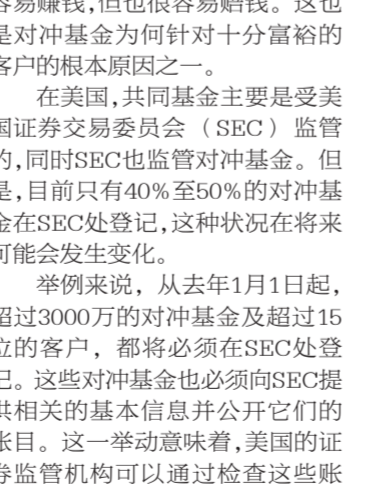 容易赚钱,但也很容易赔钱。这也
是对冲基金为何针对十分富裕的
客户的根本原因之一。
在美国,共同基金主要是受美
国证券交易委员会（SEC）监管
的,同时SEC也监管对冲基金。但
是,目前只有40%至50%的对冲基
金在SEC处登记,这种状况在将来
可能会发生变化。
举例来说，从去年1月1日起,
超过3000万的对冲基金及超过15
位的客户，都将必须在SEC处登
记。这些对冲基金也必须向SEC提
供相关的基本信息并公开它们的
账目。这一举动意味着,美国的证
券监管机构可以通过检查这些账